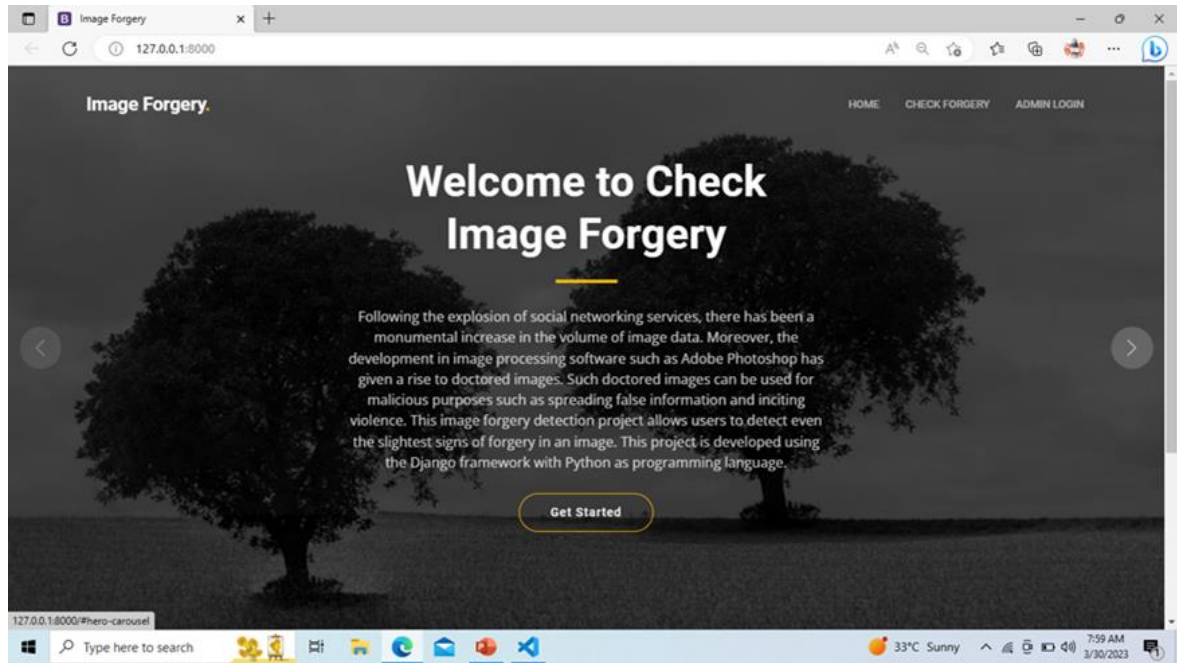 Image Forgery
127.0.0.1:8000
Image Forgery.
HOME CHECK FORGERY ADMIN LOGIN
Welcome to Check
Image Forgery
Following the explosion of social networking services, there has been a
monumental increase in the volume of image data. Moreover, the
development in image processing software such as Adobe Photoshop has
given a rise to doctored images. Such doctored images can be used for
malicious purposes such as spreading false information and inciting
violence. This image forgery detection project allows users to detect even
the slightest signs of forgery in an image. This project is developed using
the Django framework with Python as programming language.
Get Started
127.0.0.1:8000/#hero-carousel
Type here to search
33°C Sunny
7:59 AM
3/30/2023